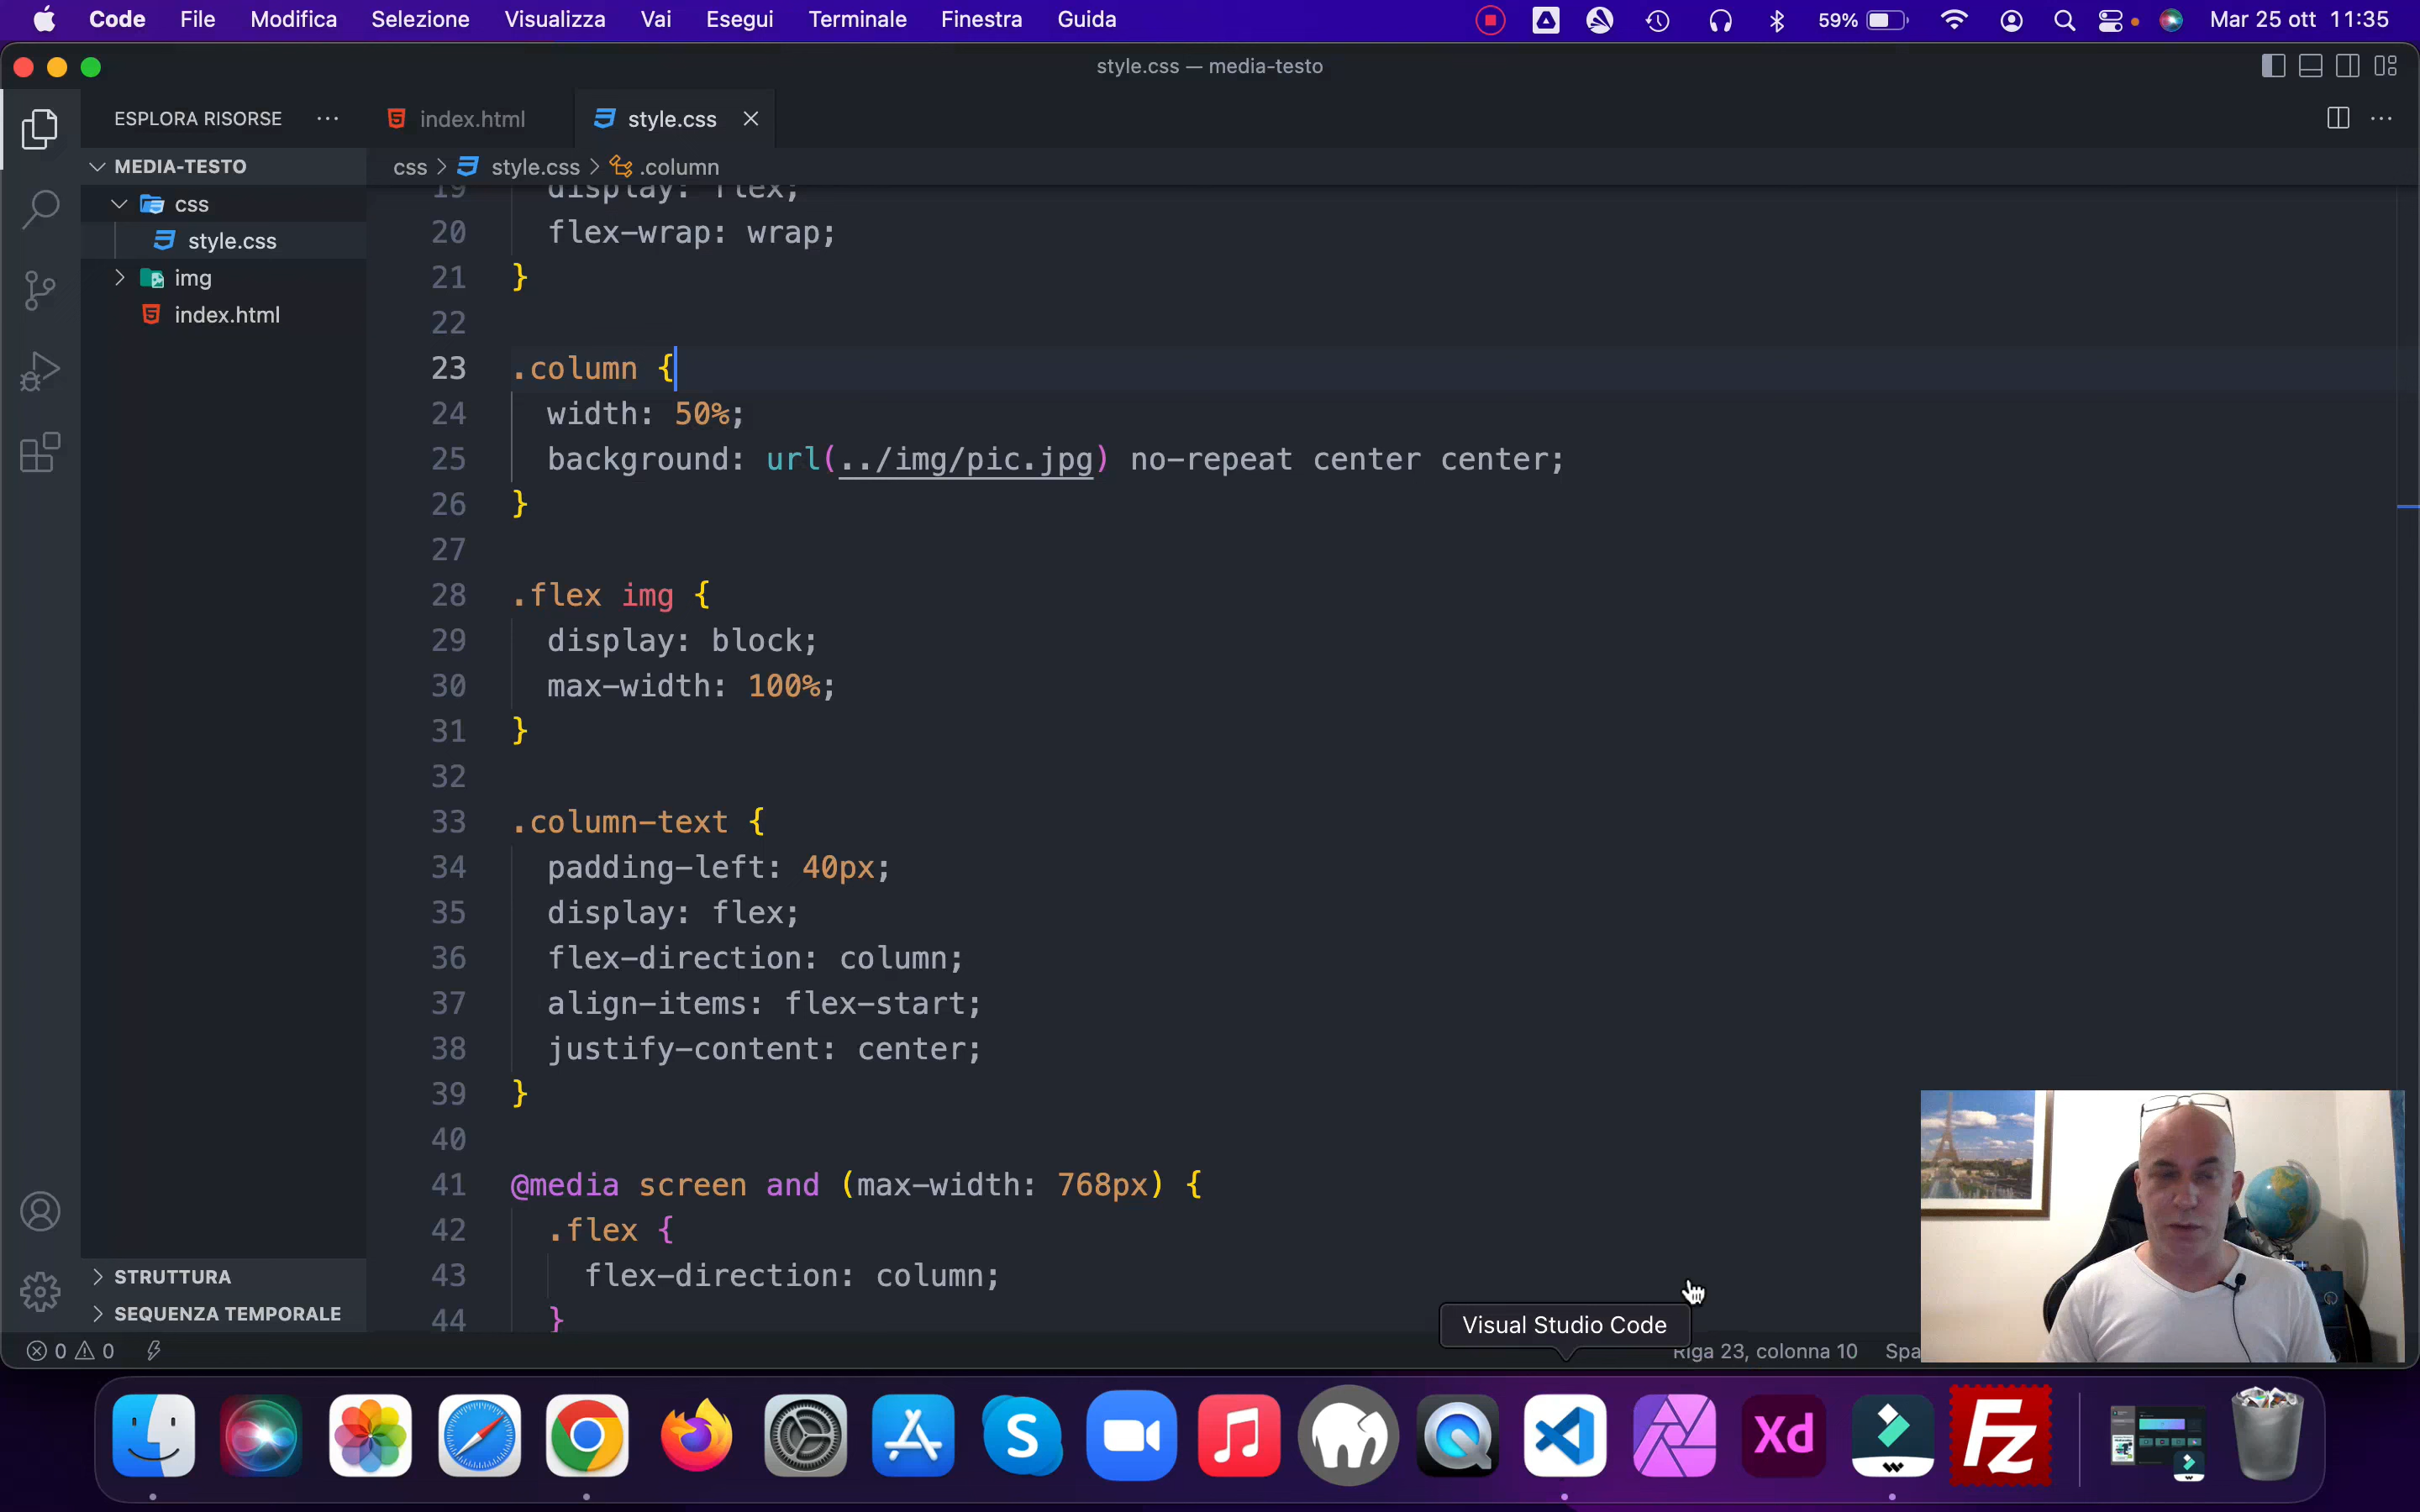 Code File Modifica Selezione Visualizza Vai Esegui Terminale Finestra Guida 59% Mar 25 ott 11:35
style.css — media-testo
ESPLORA RISORSE ··· index.html style.css
MEDIA-TESTO
css
style.css
img
index.html
css > style.css > .column
19 display: flex;
20 flex-wrap: wrap;
21 }
22
23 .column {
24 width: 50%;
25 background: url(../img/pic.jpg) no-repeat center center;
26 }
27
28 .flex img {
29 display: block;
30 max-width: 100%;
31 }
32
33 .column-text {
34 padding-left: 40px;
35 display: flex;
36 flex-direction: column;
37 align-items: flex-start;
38 justify-content: center;
39 }
40
41 @media screen and (max-width: 768px) {
42 .flex {
43 flex-direction: column;
44 }
STRUTTURA
SEQUENZA TEMPORALE
Visual Studio Code
0 0 Riga 23, colonna 10 Spa
S Xd Fz